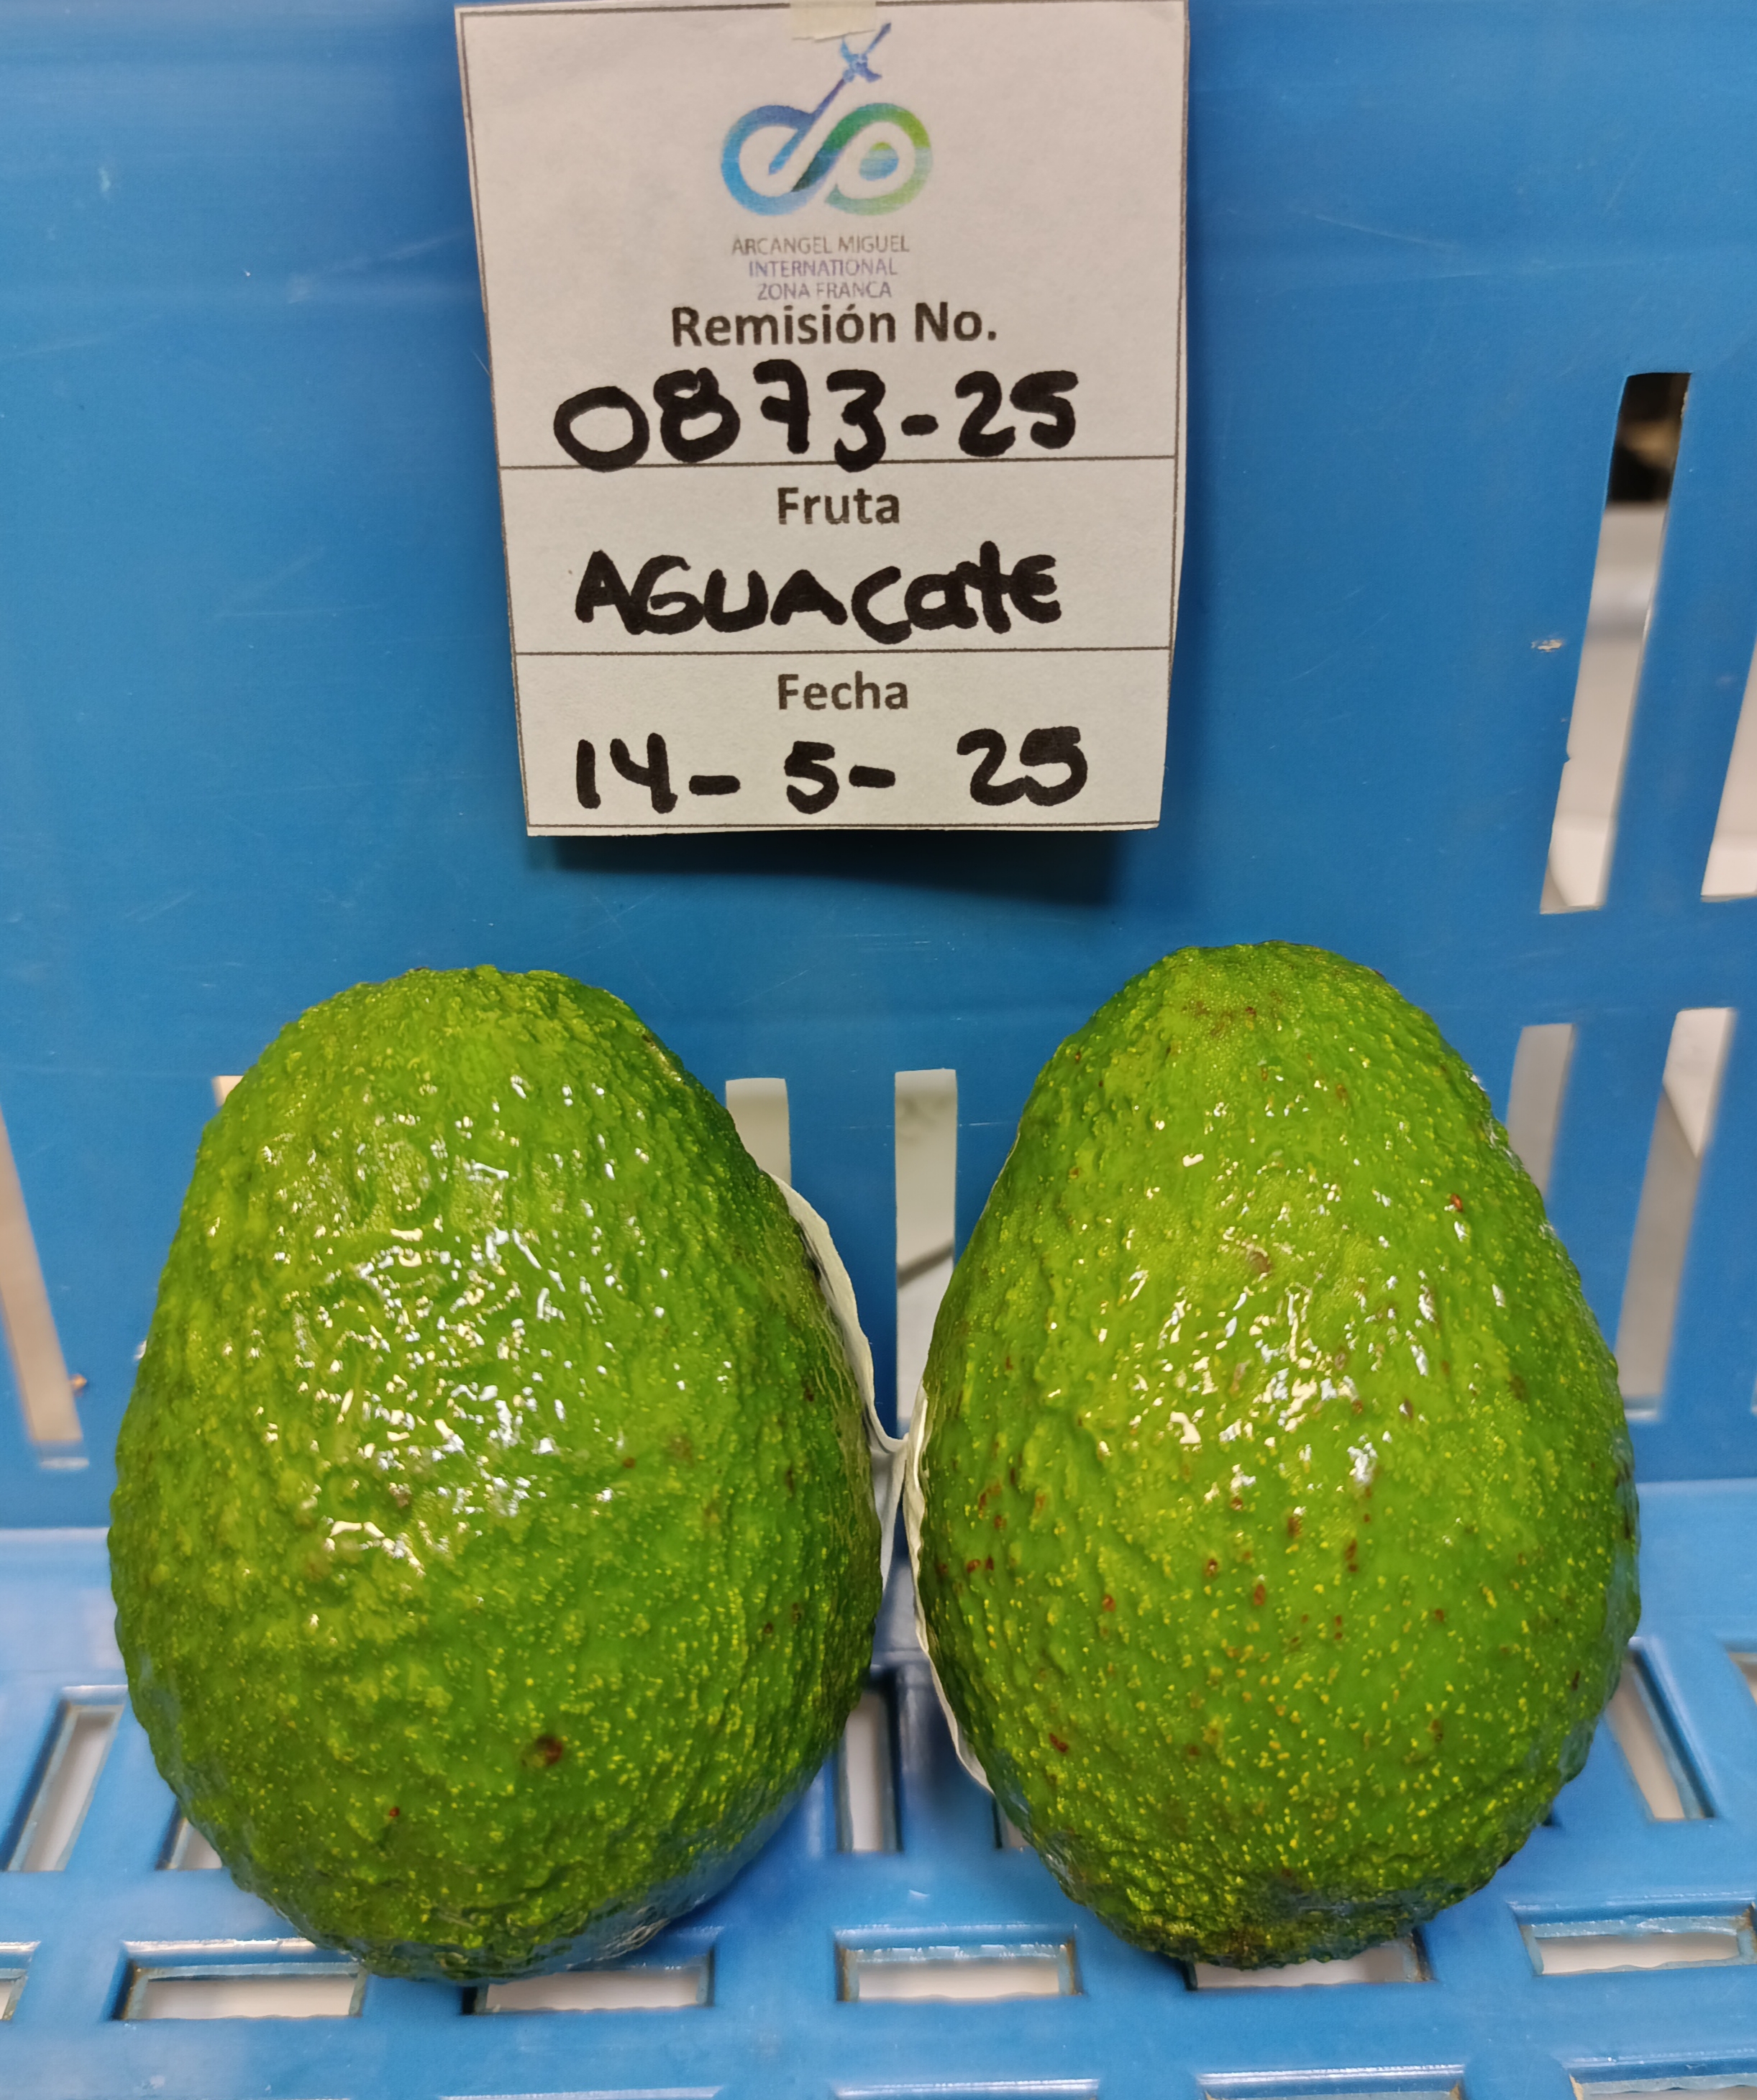 ARCANGEL MIGUEL
INTERNATIONAL
ZONA FRANCA
Remisión No.
0873-25
Fruta
AGUACate
Fecha
14- 5- 25